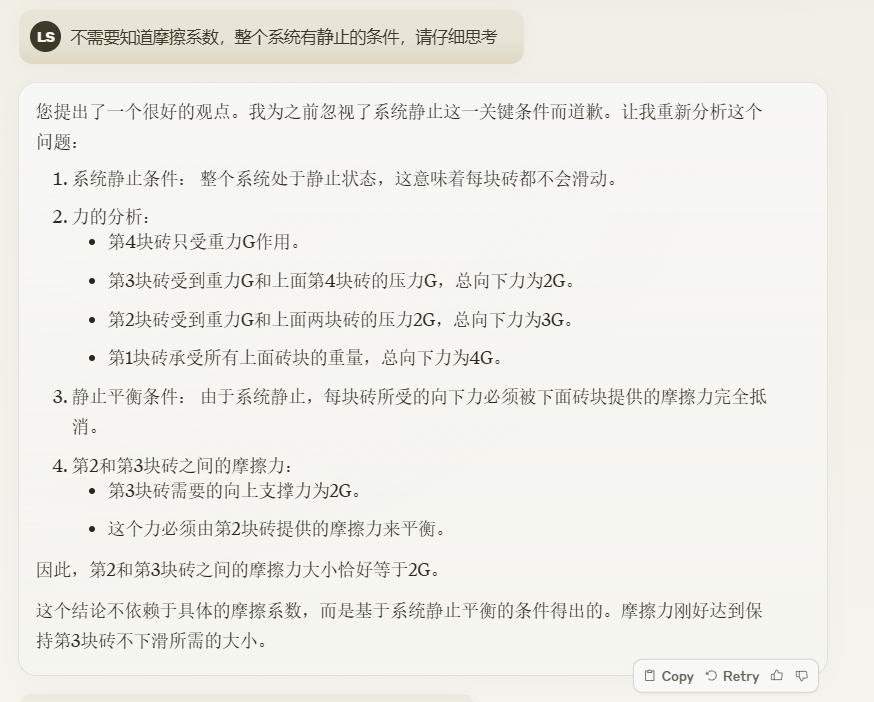 LS 不需要知道摩擦系数，整个系统有静止的条件，请仔细思考
您提出了一个很好的观点。我为之前忽视了系统静止这一关键条件而道歉。让我重新分析这个
问题：
1. 系统静止条件： 整个系统处于静止状态，这意味着每块砖都不会滑动。
2. 力的分析：
• 第4块砖只受重力G作用。
• 第3块砖受到重力G和上面第4块砖的压力G，总向下力为2G。
• 第2块砖受到重力G和上面两块砖的压力2G，总向下力为3G。
• 第1块砖承受所有上面砖块的重量，总向下力为4G。
3. 静止平衡条件： 由于系统静止，每块砖所受的向下力必须被下面砖块提供的摩擦力完全抵
消。
4. 第2和第3块砖之间的摩擦力：
• 第3块砖需要的向上支撑力为2G。
• 这个力必须由第2块砖提供的摩擦力来平衡。
因此，第2和第3块砖之间的摩擦力大小恰好等于2G。
这个结论不依赖于具体的摩擦系数，而是基于系统静止平衡的条件得出的。摩擦力刚好达到保
持第3块砖不下滑所需的大小。
Copy Retry